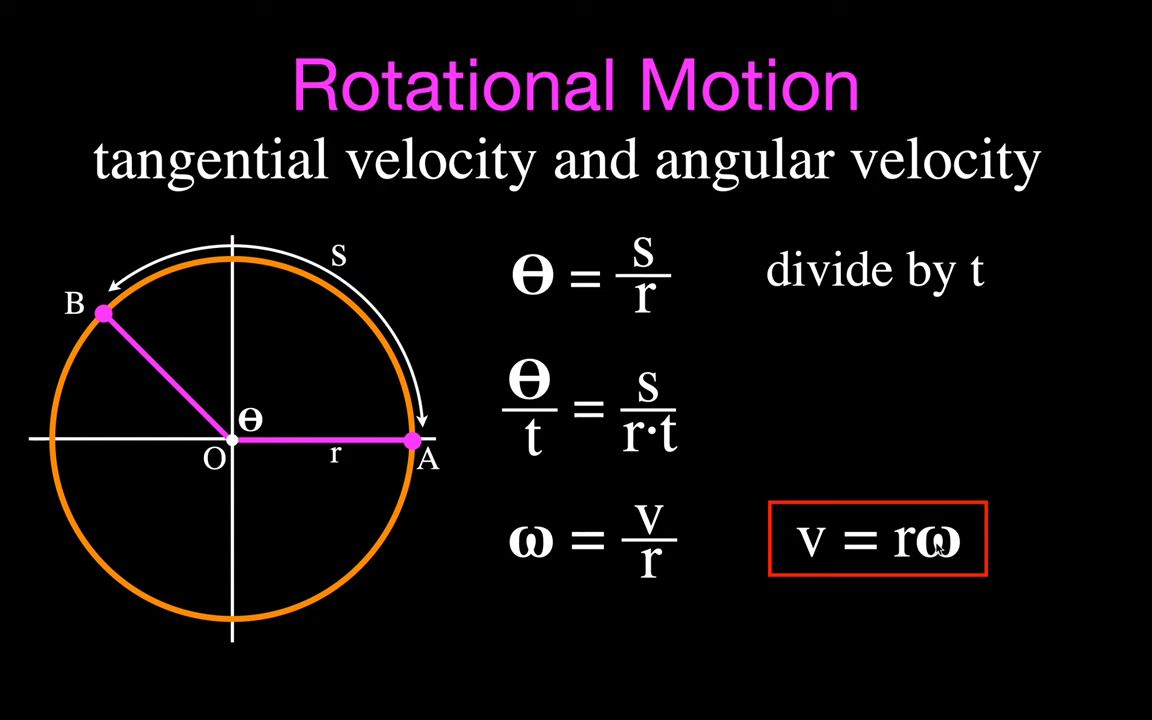 Rotational Motion
tangential velocity and angular velocity
s
B
ϴ
O
r
A
ϴ = s/r
divide by t
ϴ/t = s/r·t
ω = v/r
v = rω